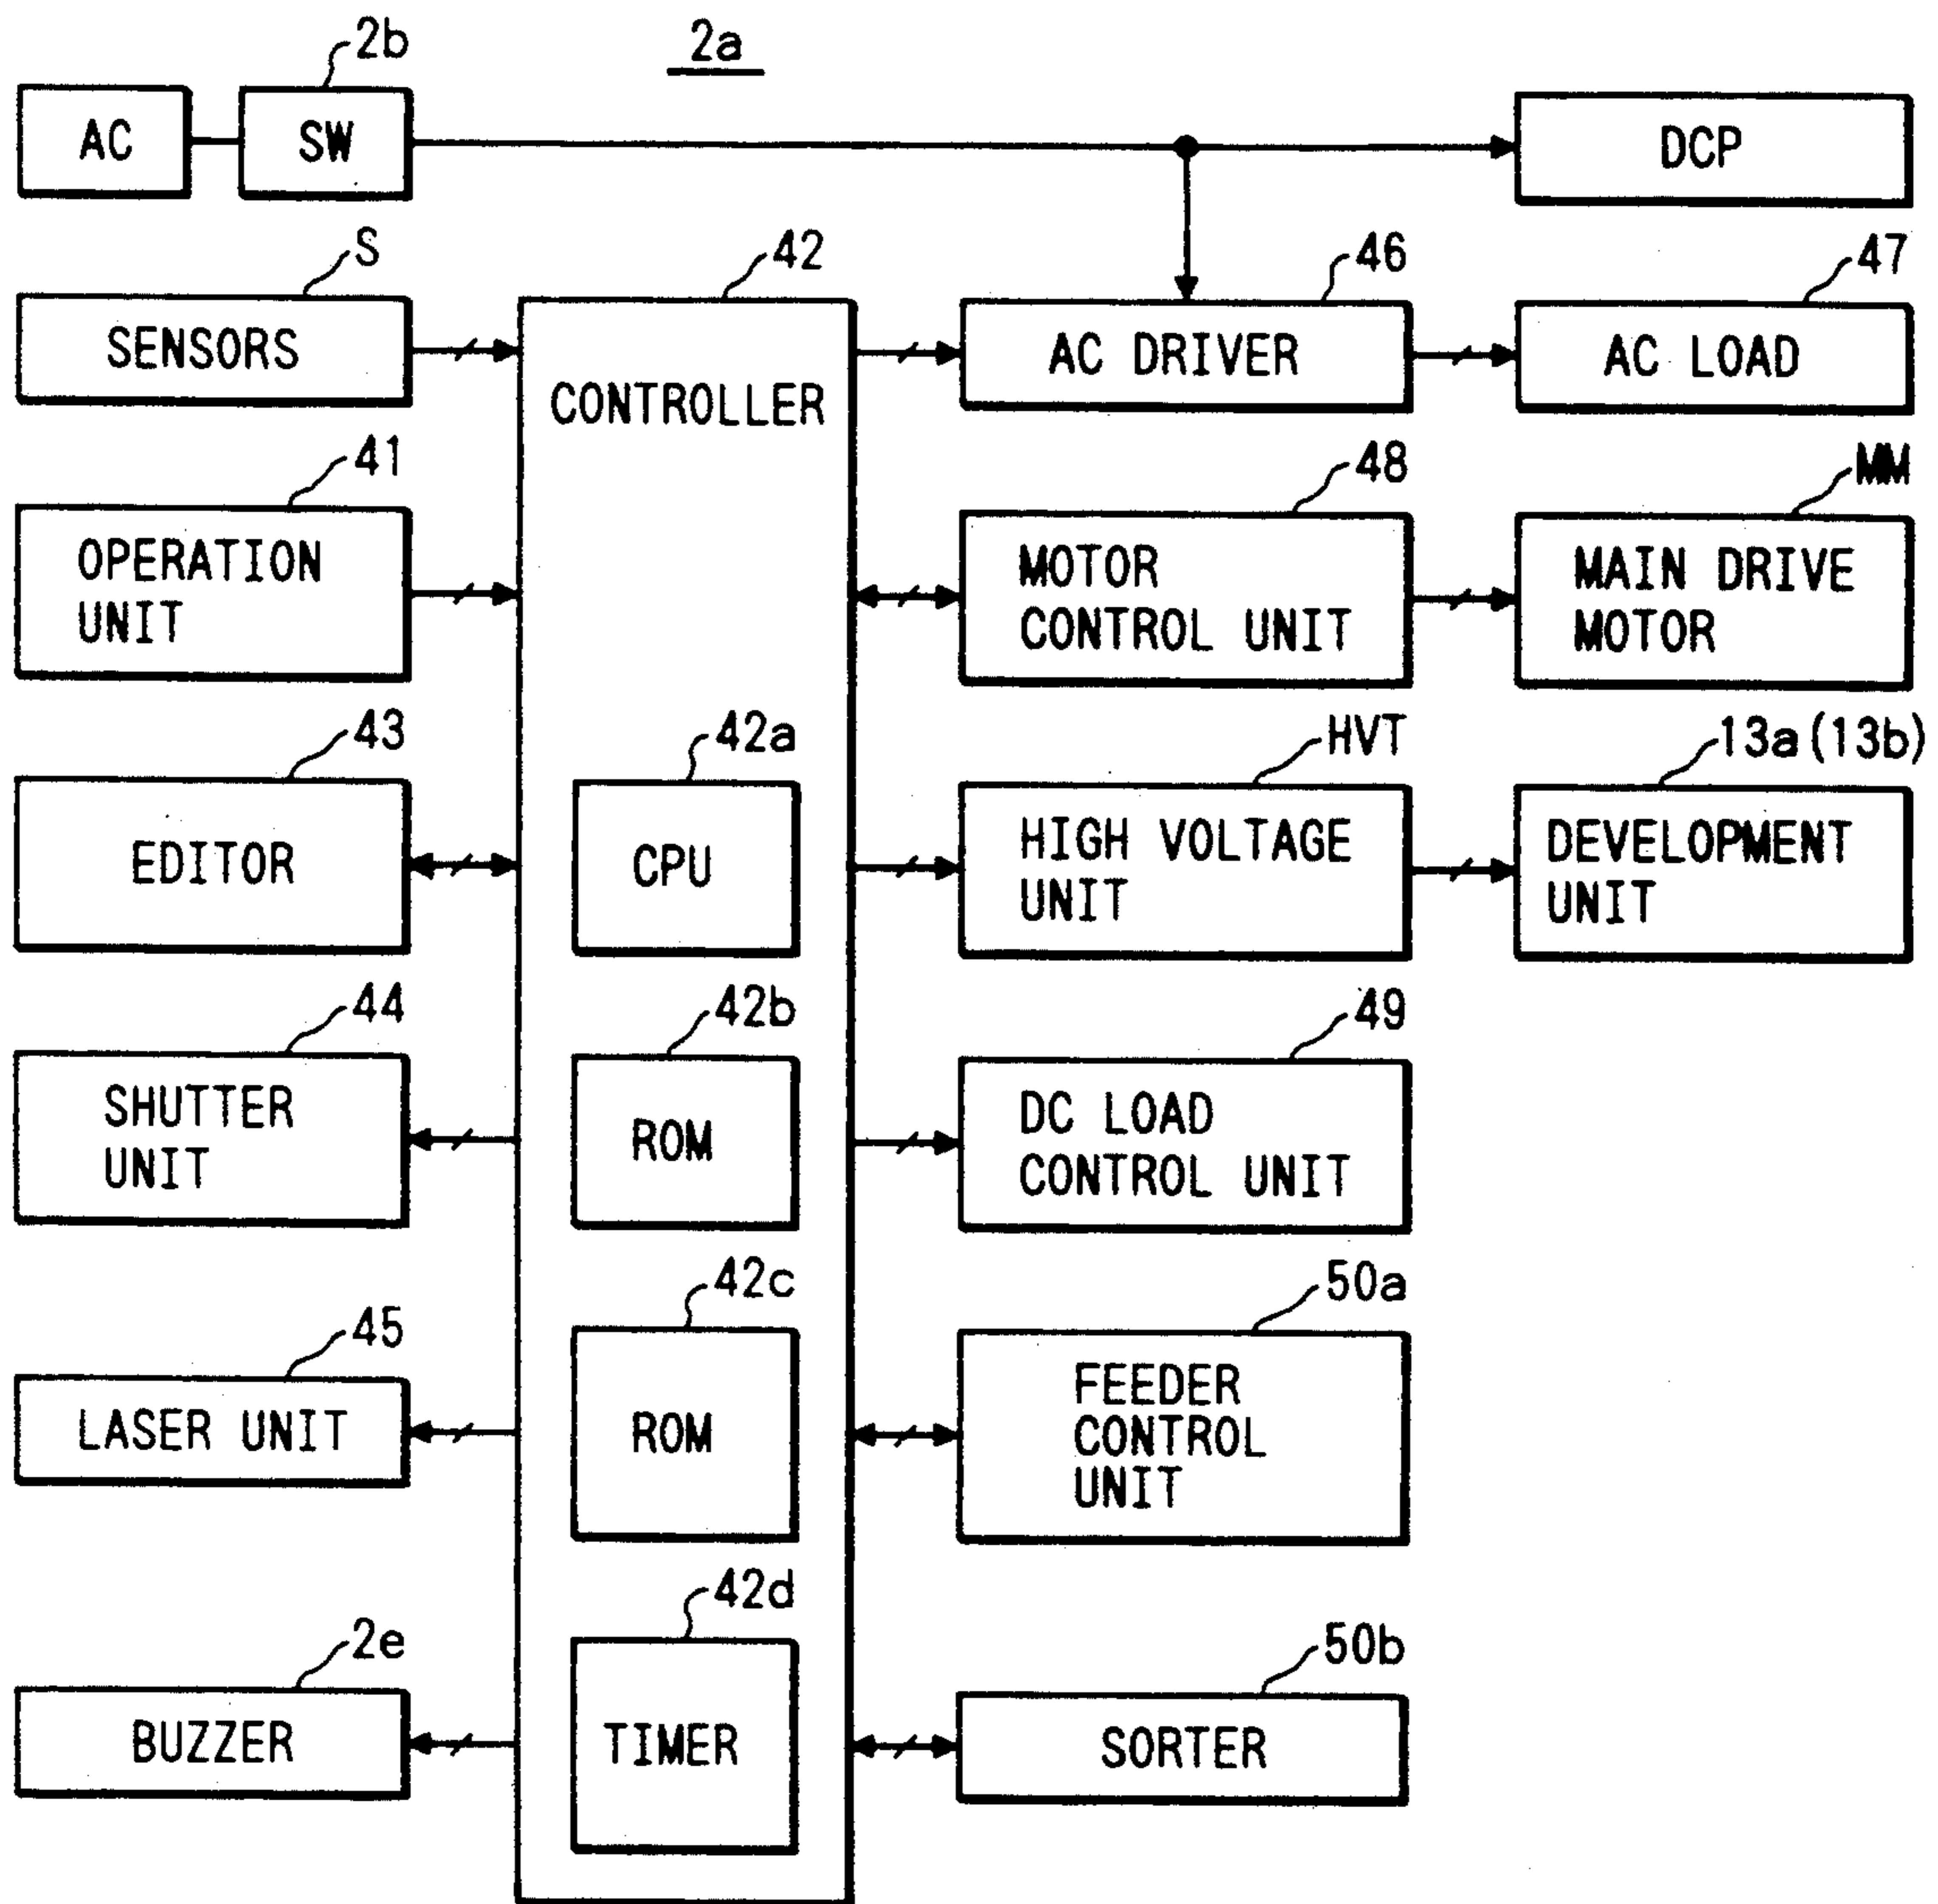 2b
2a
AC
SW
DCP
S
42
46
47
SENSORS
CONTROLLER
AC DRIVER
AC LOAD
41
48
MM
OPERATION
UNIT
MOTOR
CONTROL UNIT
MAIN DRIVE
MOTOR
43
42a
HVT
13a(13b)
EDITOR
CPU
HIGH VOLTAGE
UNIT
DEVELOPMENT
UNIT
44
42b
49
SHUTTER
UNIT
ROM
DC LOAD
CONTROL UNIT
45
42c
50a
LASER UNIT
ROM
FEEDER
CONTROL
UNIT
2e
42d
50b
BUZZER
TIMER
SORTER